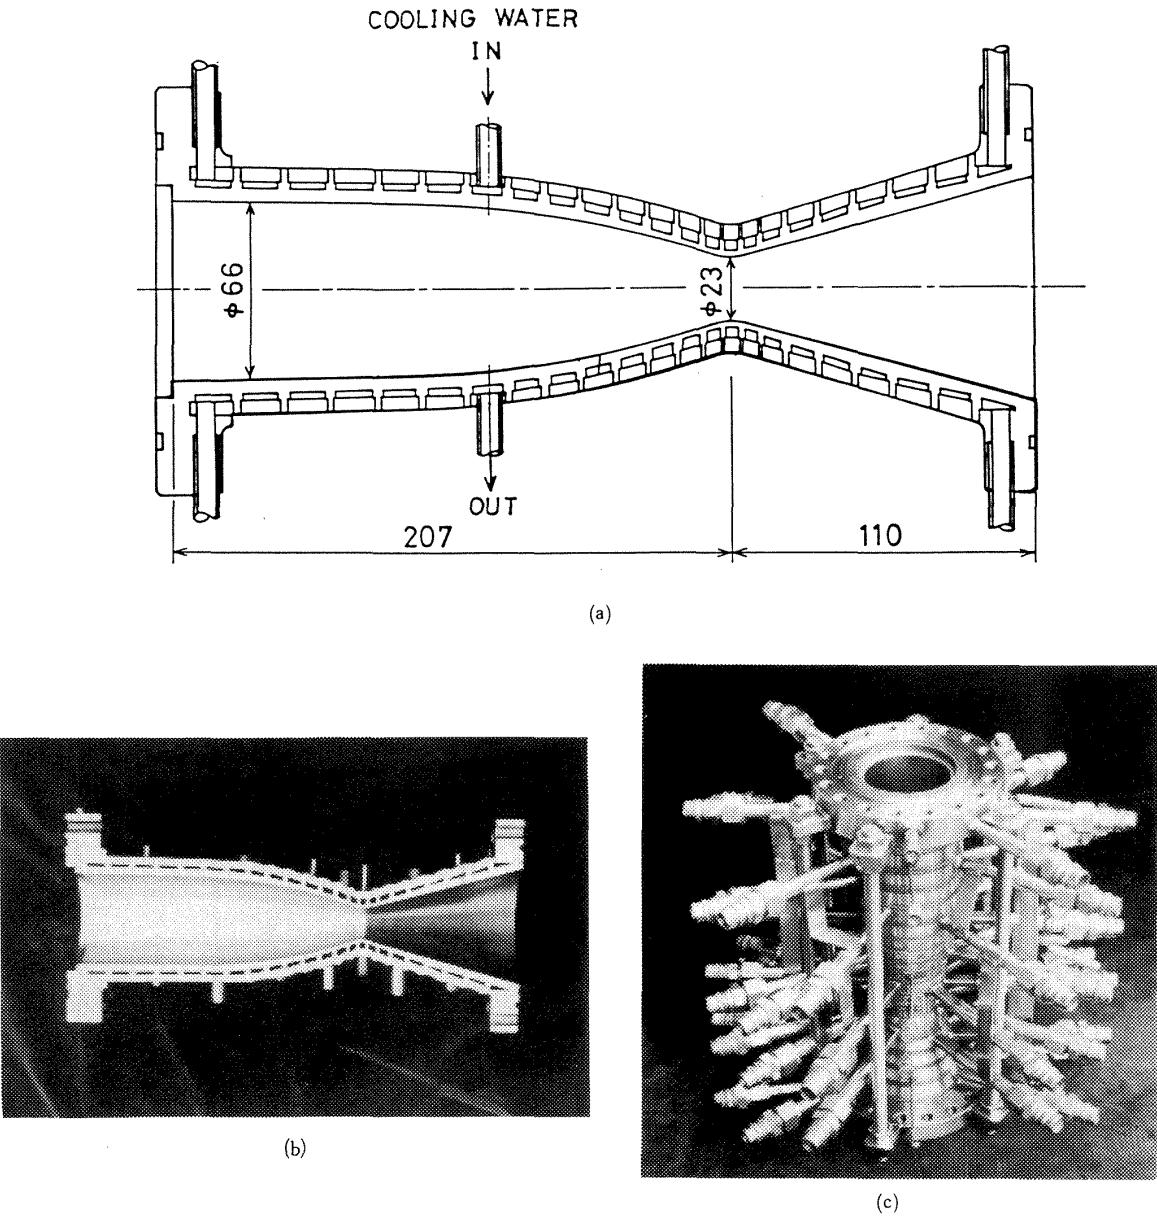 COOLING WATER
IN
φ66
φ23
OUT
207
110
(a)
(b)
(c)